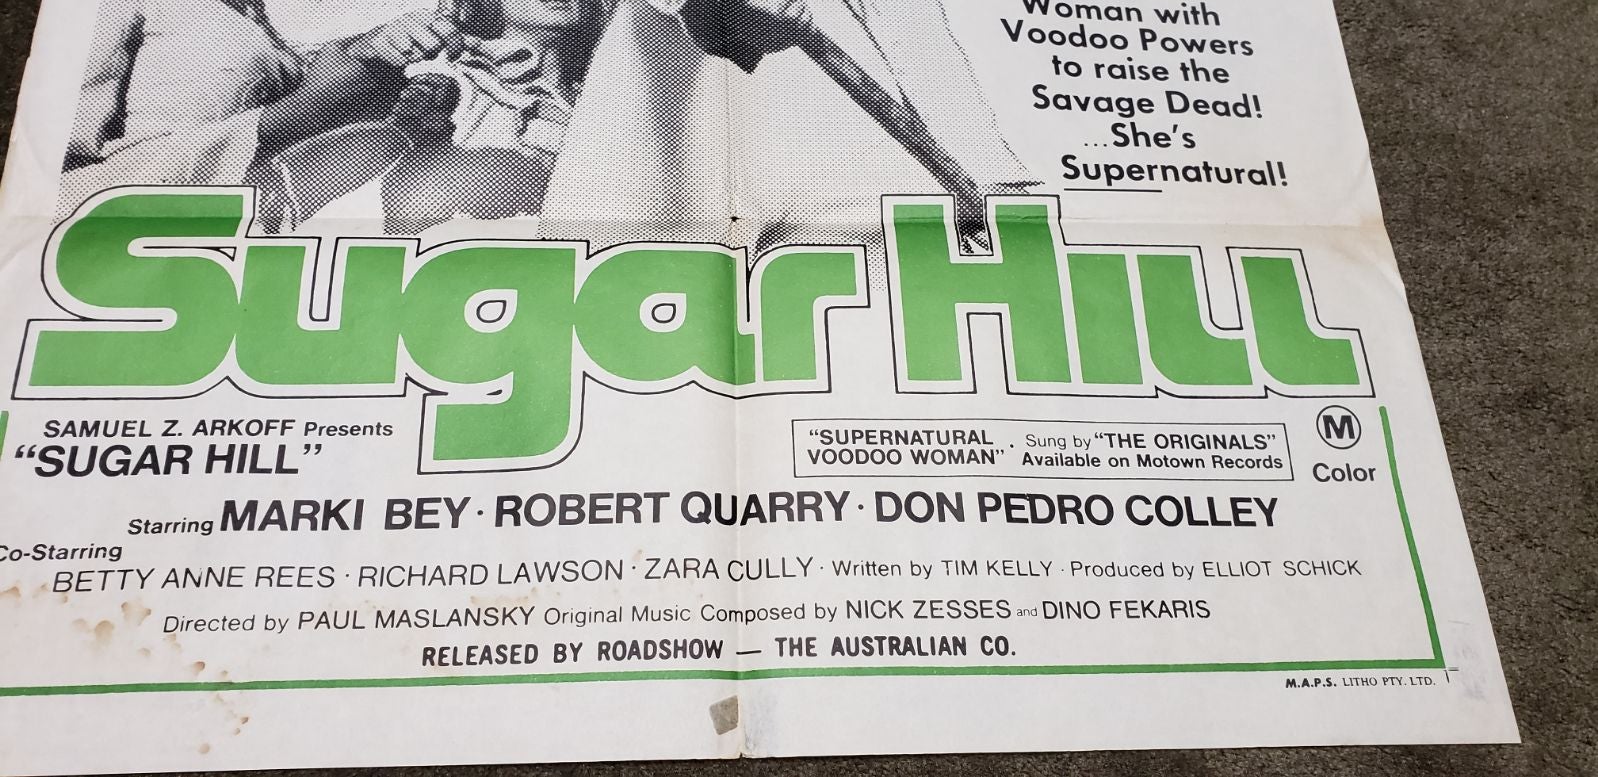 Woman with
Voodoo Powers
to raise the
Savage Dead!
...She's
Supernatural!
Sugar Hill
SAMUEL Z. ARKOFF Presents
"SUGAR HILL"
"SUPERNATURAL VOODOO WOMAN" . Sung by "THE ORIGINALS"
Available on Motown Records
M
Color
Starring MARKI BEY · ROBERT QUARRY · DON PEDRO COLLEY
Co-Starring
BETTY ANNE REES · RICHARD LAWSON · ZARA CULLY · Written by TIM KELLY · Produced by ELLIOT SCHICK
Directed by PAUL MASLANSKY Original Music Composed by NICK ZESSES and DINO FEKARIS
RELEASED BY ROADSHOW — THE AUSTRALIAN CO.
M.A.P.S. LITHO PTY. LTD.